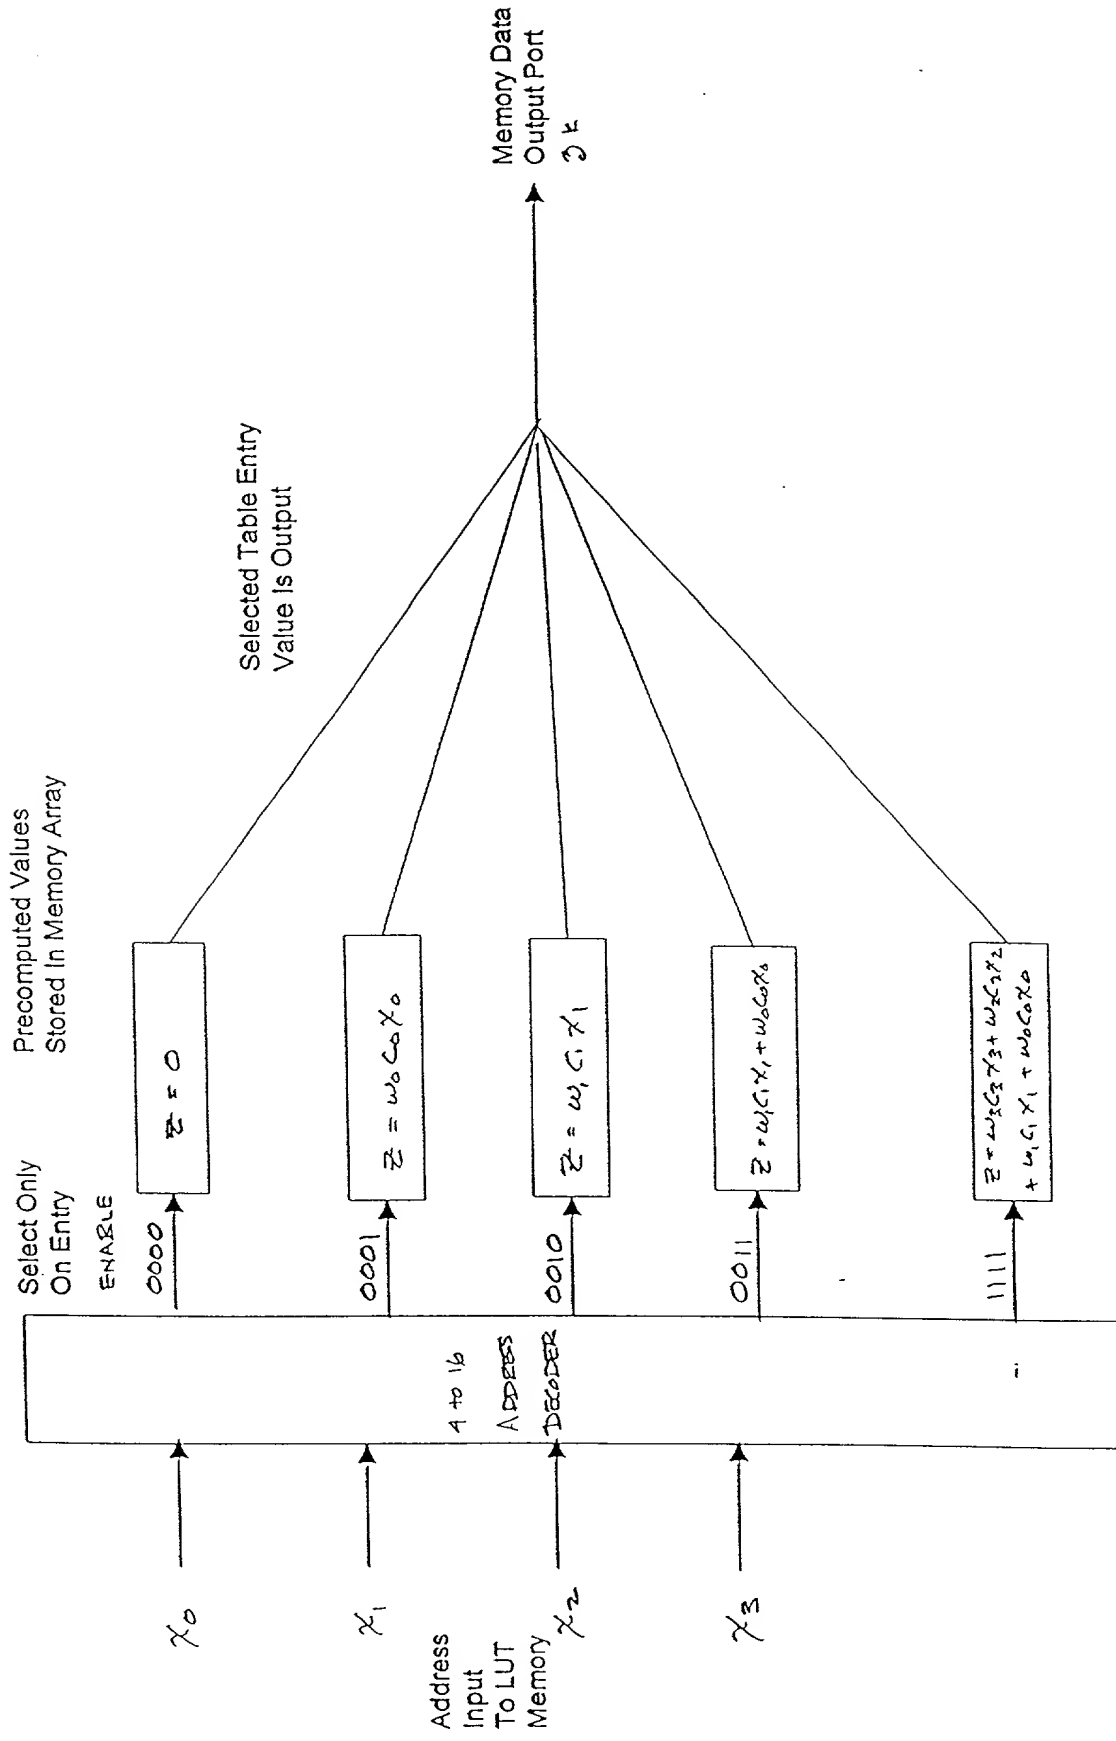 Address
Input
To LUT
Memory
x0
x1
x2
x3
4 to 16
ADDRESS
DECODER
Select Only
On Entry
ENABLE
0000
0001
0010
0011
1111
Precomputed Values
Stored In Memory Array
Z = 0
Z = w0 C0 x0
Z = w1 C1 x1
Z = w1C1x1 + w0C0x0
Z = w3C3x3 + w2C2x2
+ w1C1x1 + w0C0x0
Selected Table Entry
Value Is Output
Memory Data
Output Port